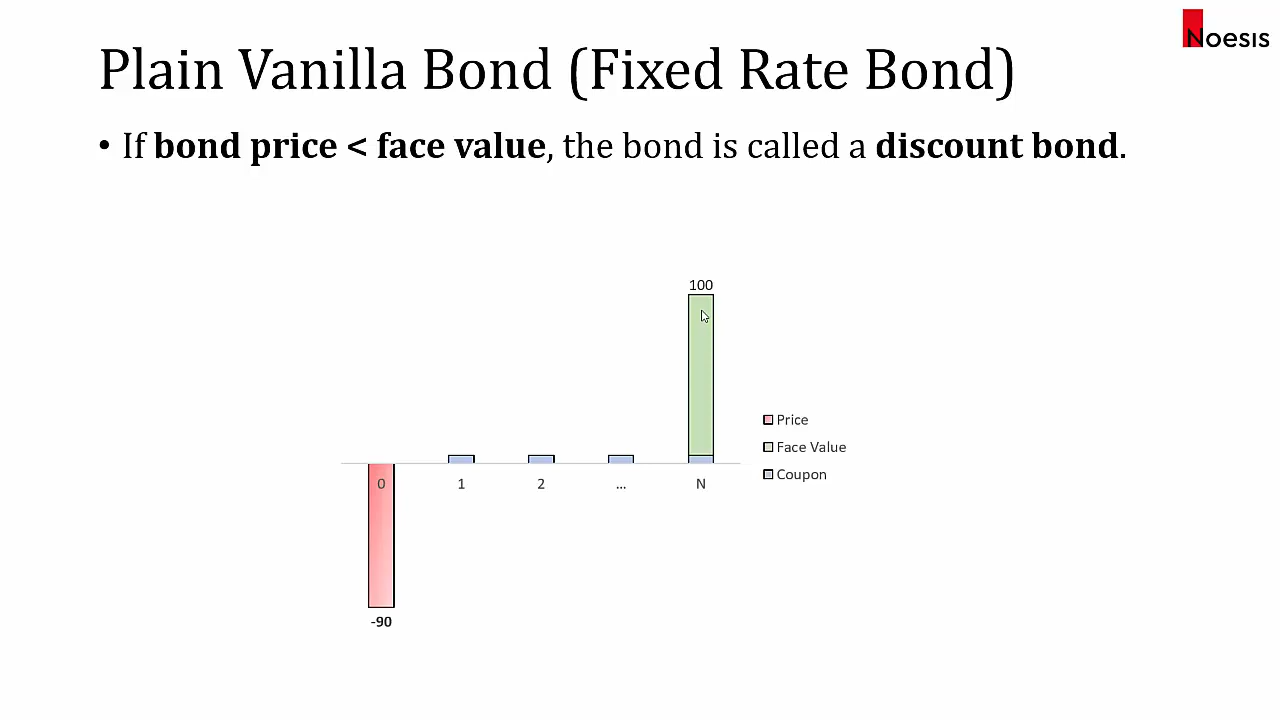 Noesis
Plain Vanilla Bond (Fixed Rate Bond)
• If bond price < face value, the bond is called a discount bond.
100
Price
Face Value
Coupon
0 1 2 ... N
-90